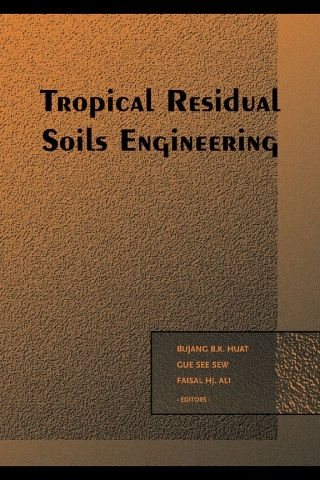 Tropical Residual
Soils Engineering
BUJANG B.K. HUAT
GUE SEE SEW
FAISAL HJ. ALI
- EDITORS -